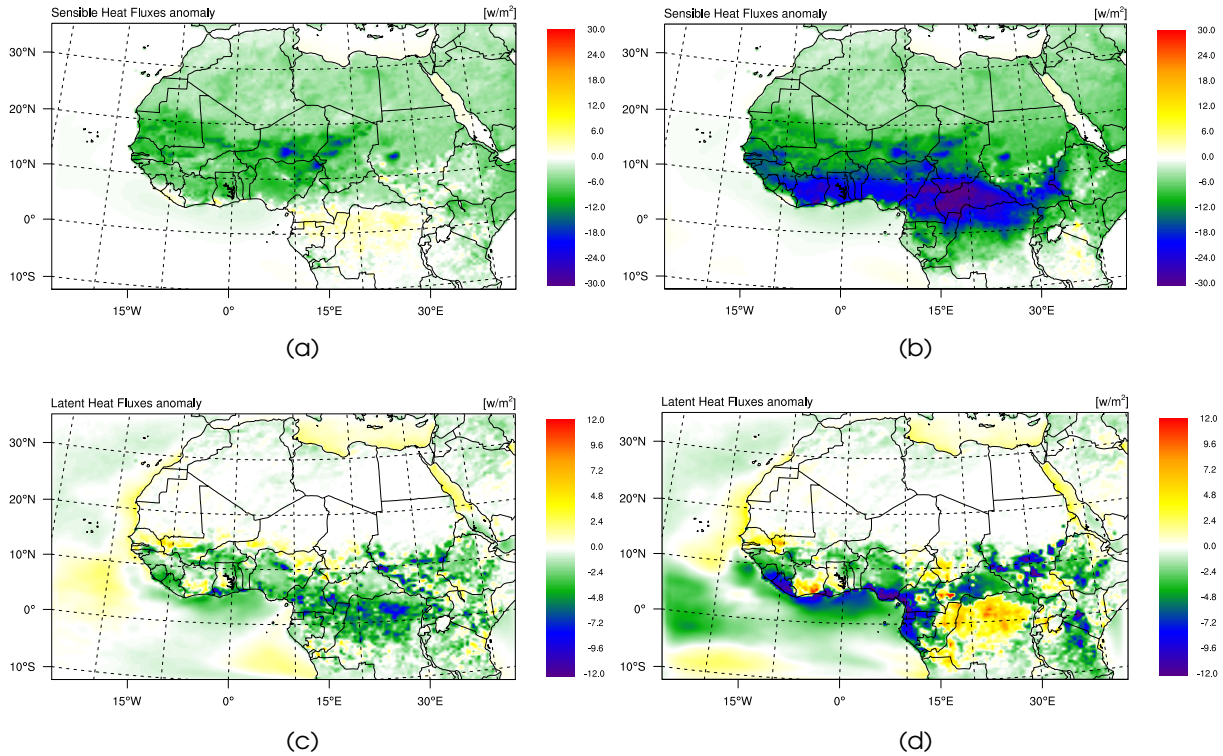 Sensible Heat Fluxes anomaly [w/m²]
30°N
20°N
10°N
0°
10°S
15°W 0° 15°E 30°E
30.0
24.0
18.0
12.0
6.0
0.0
-6.0
-12.0
-18.0
-24.0
-30.0
(a)
Sensible Heat Fluxes anomaly [w/m²]
30°N
20°N
10°N
0°
10°S
15°W 0° 15°E 30°E
30.0
24.0
18.0
12.0
6.0
0.0
-6.0
-12.0
-18.0
-24.0
-30.0
(b)
Latent Heat Fluxes anomaly [w/m²]
30°N
20°N
10°N
0°
10°S
15°W 0° 15°E 30°E
12.0
9.6
7.2
4.8
2.4
0.0
-2.4
-4.8
-7.2
-9.6
-12.0
(c)
Latent Heat Fluxes anomaly [w/m²]
30°N
20°N
10°N
0°
10°S
15°W 0° 15°E 30°E
12.0
9.6
7.2
4.8
2.4
0.0
-2.4
-4.8
-7.2
-9.6
-12.0
(d)